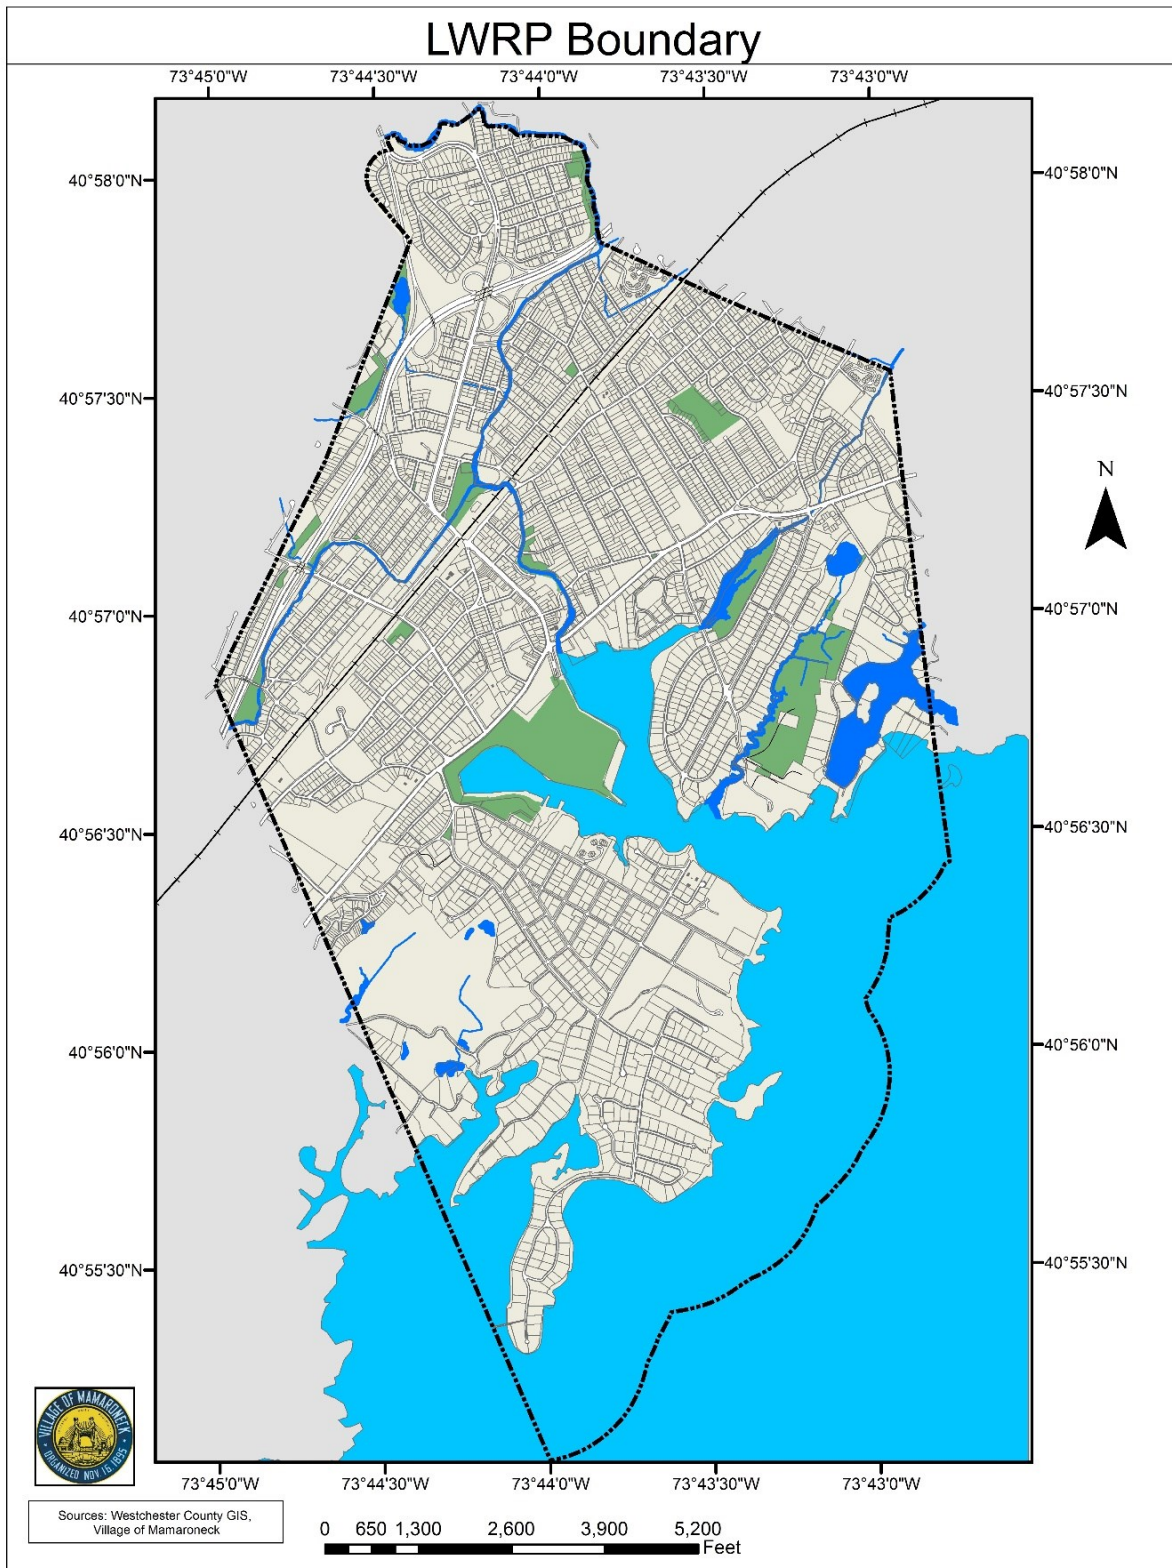 LWRP Boundary
73°45'0"W 73°44'30"W 73°44'0"W 73°43'30"W 73°43'0"W
40°58'0"N 40°58'0"N
40°57'30"N 40°57'30"N
N
40°57'0"N 40°57'0"N
40°56'30"N 40°56'30"N
40°56'0"N 40°56'0"N
40°55'30"N 40°55'30"N
VILLAGE OF MAMARONECK
ORGANIZED NOV 16 1895
73°45'0"W 73°44'30"W 73°44'0"W 73°43'30"W 73°43'0"W
Sources: Westchester County GIS,
Village of Mamaroneck
0 650 1,300 2,600 3,900 5,200
Feet